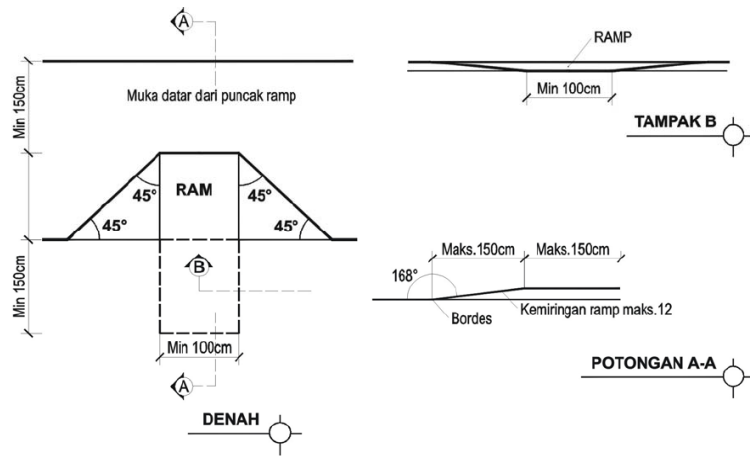 A
Min 150cm
Muka datar dari puncak ramp
45°
RAM
45°
45°
45°
Min 150cm
B
Min 100cm
A
DENAH
RAMP
Min 100cm
TAMPAK B
Maks.150cm
Maks.150cm
168°
Bordes
Kemiringan ramp maks.12
POTONGAN A-A